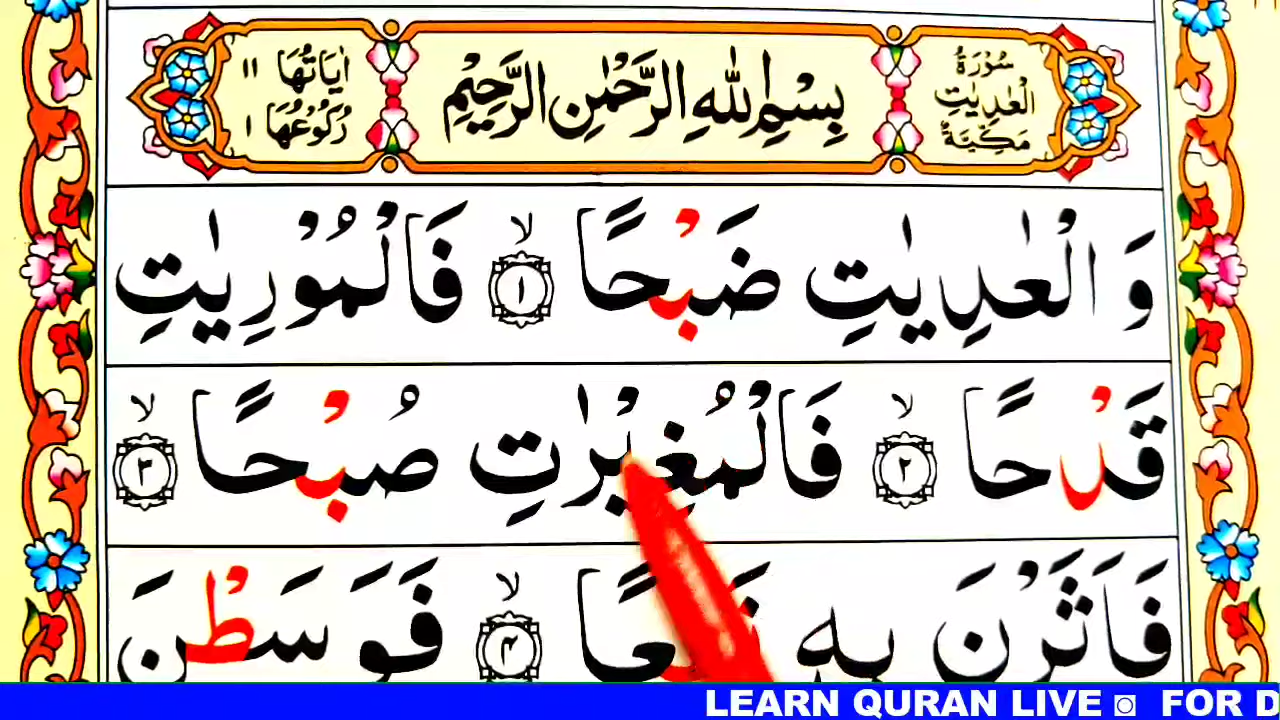 سُوْرَةُ الْعٰدِيٰتِ مَكِّيَّةٌ
بِسْمِ اللّٰهِ الرَّحْمٰنِ الرَّحِيْمِ
اٰيَاتُهَا ١١ رُكُوْعُهَا ١
وَالْعٰدِيٰتِ ضَبْحًا ۙ‏ ١ فَالْمُوْرِيٰتِ
قَدْحًا ۙ‏ ٢ فَالْمُغِيْرٰتِ صُبْحًا ۙ‏ ٣
فَاَثَرْنَ بِهٖ نَقْعًا ۙ‏ ٤ فَوَسَطْنَ
LEARN QURAN LIVE FOR D